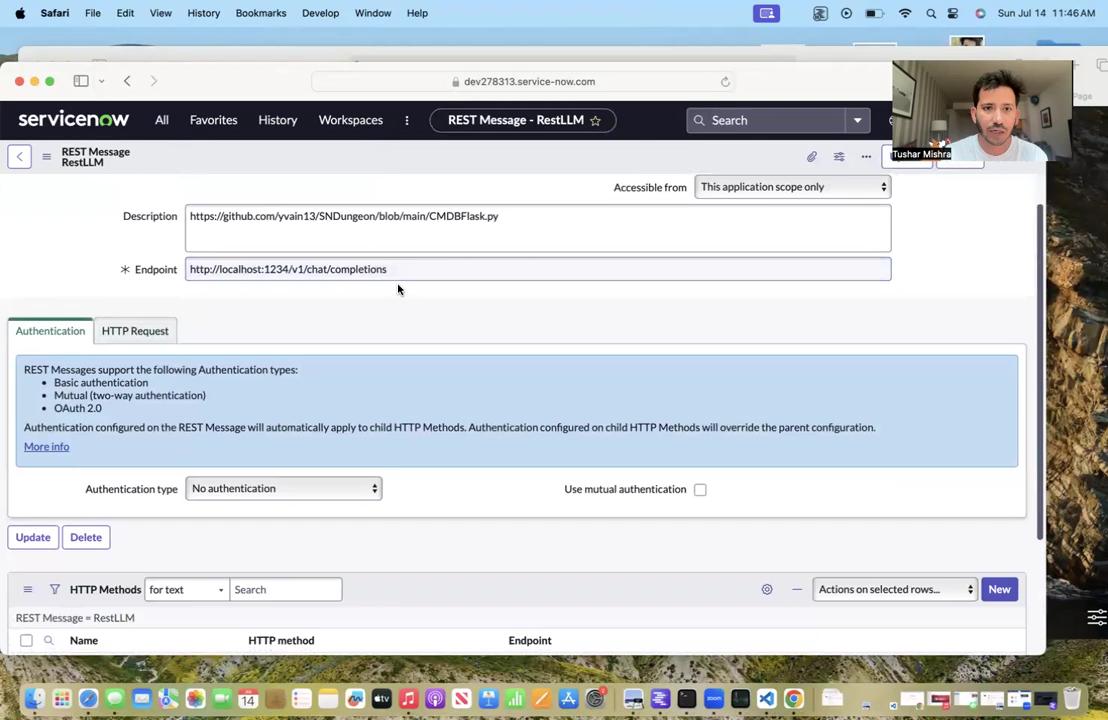 Safari File Edit View History Bookmarks Develop Window Help Sun Jul 14 11:46 AM
dev278313.service-now.com
servicenow All Favorites History Workspaces REST Message - RestLLM Search
REST Message
RestLLM
Tushar Mishra
Accessible from This application scope only
Description https://github.com/yvain13/SNDungeon/blob/main/CMDBFlask.py
Endpoint http://localhost:1234/v1/chat/completions
Authentication HTTP Request
REST Messages support the following Authentication types:
• Basic authentication
• Mutual (two-way authentication)
• OAuth 2.0
Authentication configured on the REST Message will automatically apply to child HTTP Methods. Authentication configured on child HTTP Methods will override the parent configuration.
More info
Authentication type No authentication Use mutual authentication
Update Delete
HTTP Methods for text Search Actions on selected rows... New
REST Message = RestLLM
Name HTTP method Endpoint